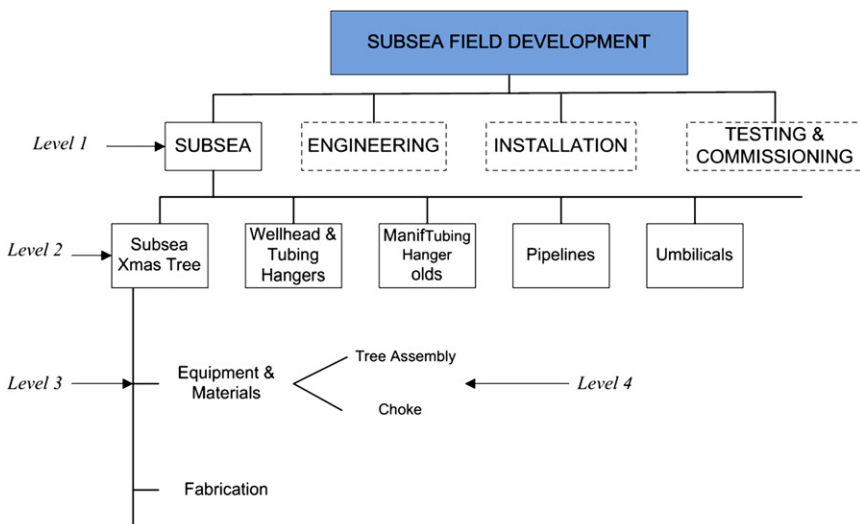 SUBSEA FIELD DEVELOPMENT
Level 1
SUBSEA
ENGINEERING
INSTALLATION
TESTING &
COMMISSIONING
Level 2
Subsea
Xmas Tree
Wellhead &
Tubing
Hangers
ManifTubing
Hanger
olds
Pipelines
Umbilicals
Level 3
Equipment &
Materials
Tree Assembly
Choke
Level 4
Fabrication